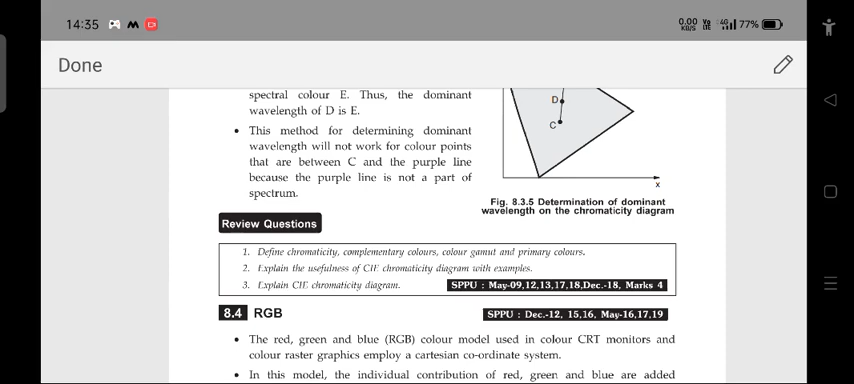 14:35
0.00 KB/S
Vo LTE
4G
77%
Done
spectral colour E. Thus, the dominant
wavelength of D is E.
• This method for determining dominant
wavelength will not work for colour points
that are between C and the purple line
because the purple line is not a part of
spectrum.
D
C
x
Fig. 8.3.5 Determination of dominant
wavelength on the chromaticity diagram
Review Questions
1. Define chromaticity, complementary colours, colour gamut and primary colours.
2. Explain the usefulness of CIE chromaticity diagram with examples.
3. Explain CIE chromaticity diagram. SPPU : May-09,12,13,17,18,Dec.-18, Marks 4
8.4 RGB SPPU : Dec.-12, 15,16, May-16,17,19
• The red, green and blue (RGB) colour model used in colour CRT monitors and
colour raster graphics employ a cartesian co-ordinate system.
• In this model, the individual contribution of red, green and blue are added